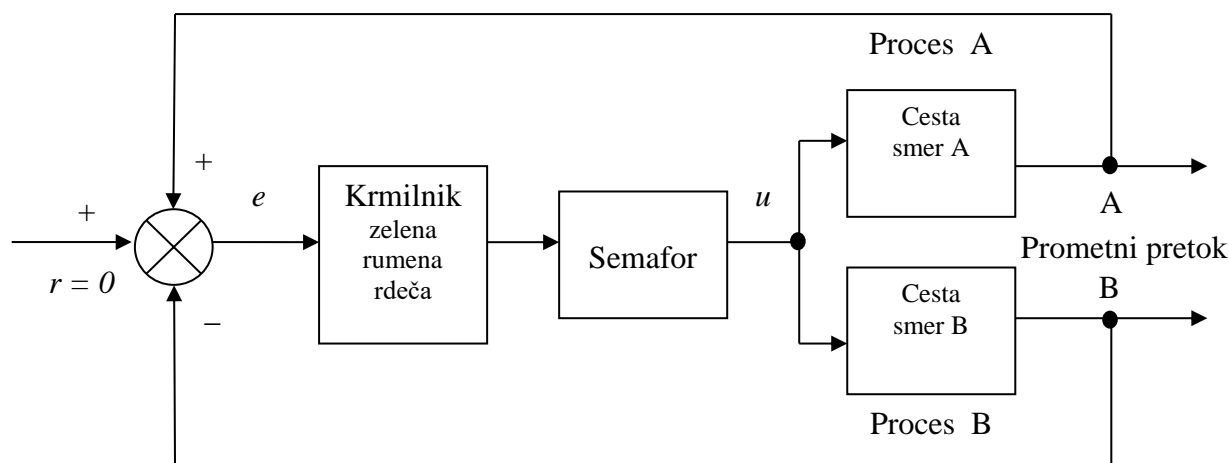 Proces A
Cesta
smer A
+
e
Krmilnik
zelena
rumena
rdeča
u
A
+
Semafor
Prometni pretok
r = 0
B
−
Cesta
smer B
Proces B